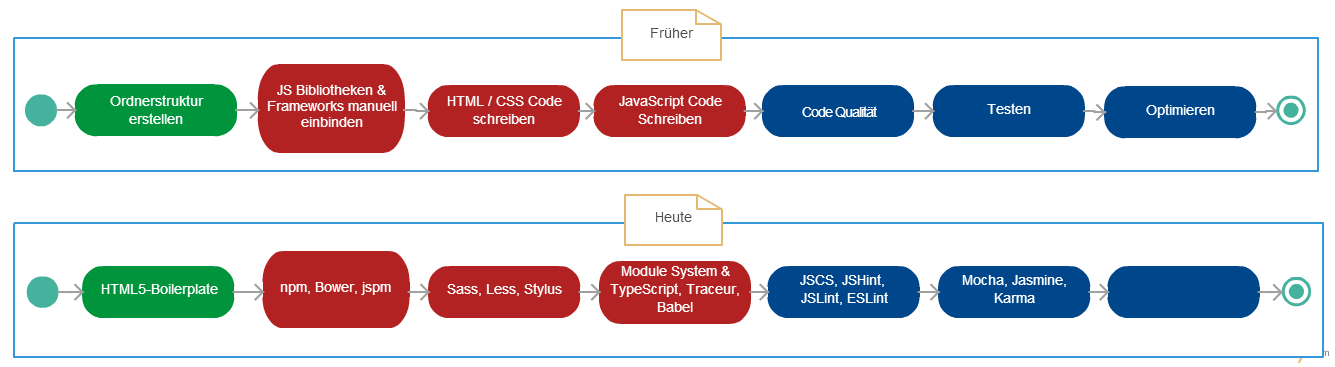 Früher
Ordnerstruktur
erstellen
JS Bibliotheken &
Frameworks manuell
einbinden
HTML / CSS Code
schreiben
JavaScript Code
Schreiben
Code Qualität
Testen
Optimieren
Heute
HTML5-Boilerplate
npm, Bower, jspm
Sass, Less, Stylus
Module System &
TypeScript, Traceur,
Babel
JSCS, JSHint,
JSLint, ESLint
Mocha, Jasmine,
Karma
m